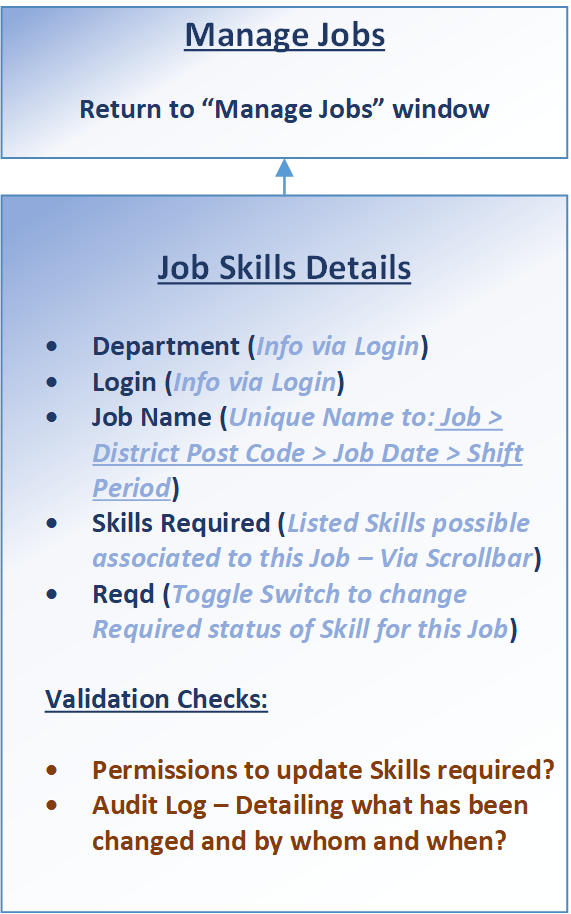 Manage Jobs
Return to “Manage Jobs” window
Job Skills Details
• Department (Info via Login)
• Login (Info via Login)
• Job Name (Unique Name to: Job >
District Post Code > Job Date > Shift
Period)
• Skills Required (Listed Skills possible
associated to this Job – Via Scrollbar)
• Reqd (Toggle Switch to change
Required status of Skill for this Job)
Validation Checks:
• Permissions to update Skills required?
• Audit Log – Detailing what has been
changed and by whom and when?